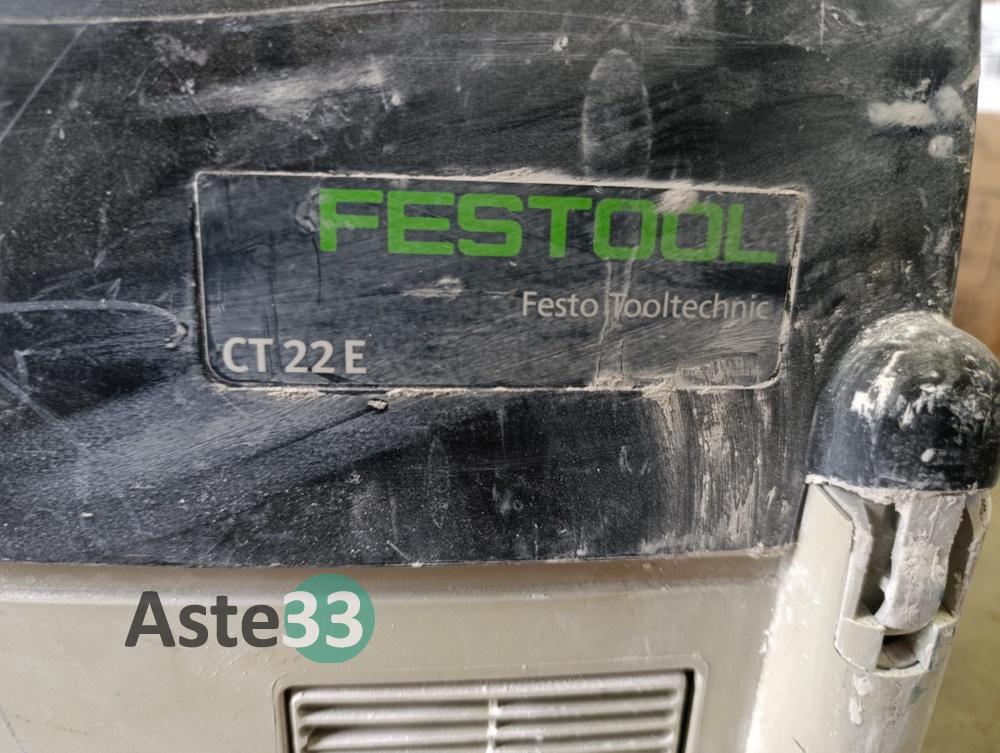 FESTOOL
Festo Tooltechnic
CT 22 E
Aste33